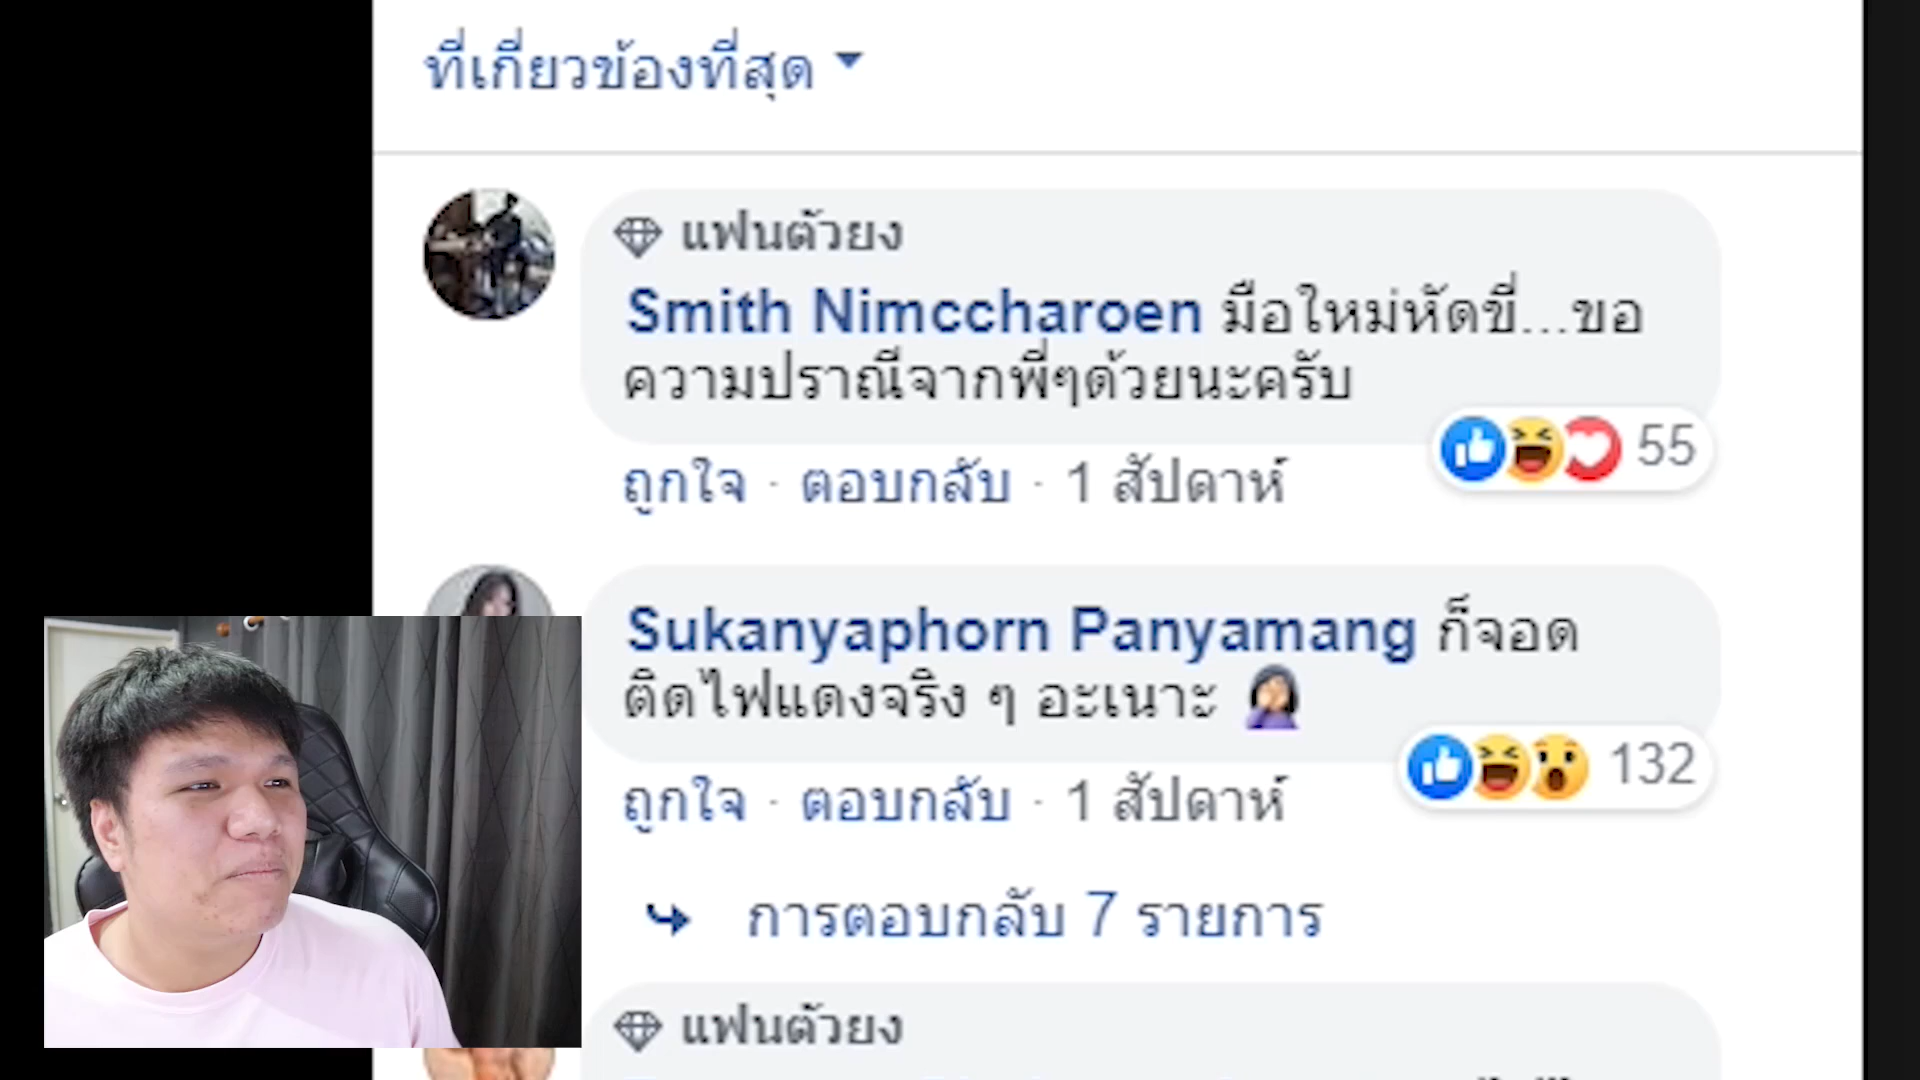 ที่เกี่ยวข้องที่สุด
แฟนตัวยง
Smith Nimccharoen มือใหม่หัดขี่...ขอ
ความปราณีจากพี่ๆด้วยนะครับ
55
ถูกใจ · ตอบกลับ · 1 สัปดาห์
Sukanyaphorn Panyamang ก็จอด
ติดไฟแดงจริง ๆ อะเนาะ
132
ถูกใจ · ตอบกลับ · 1 สัปดาห์
การตอบกลับ 7 รายการ
แฟนตัวยง